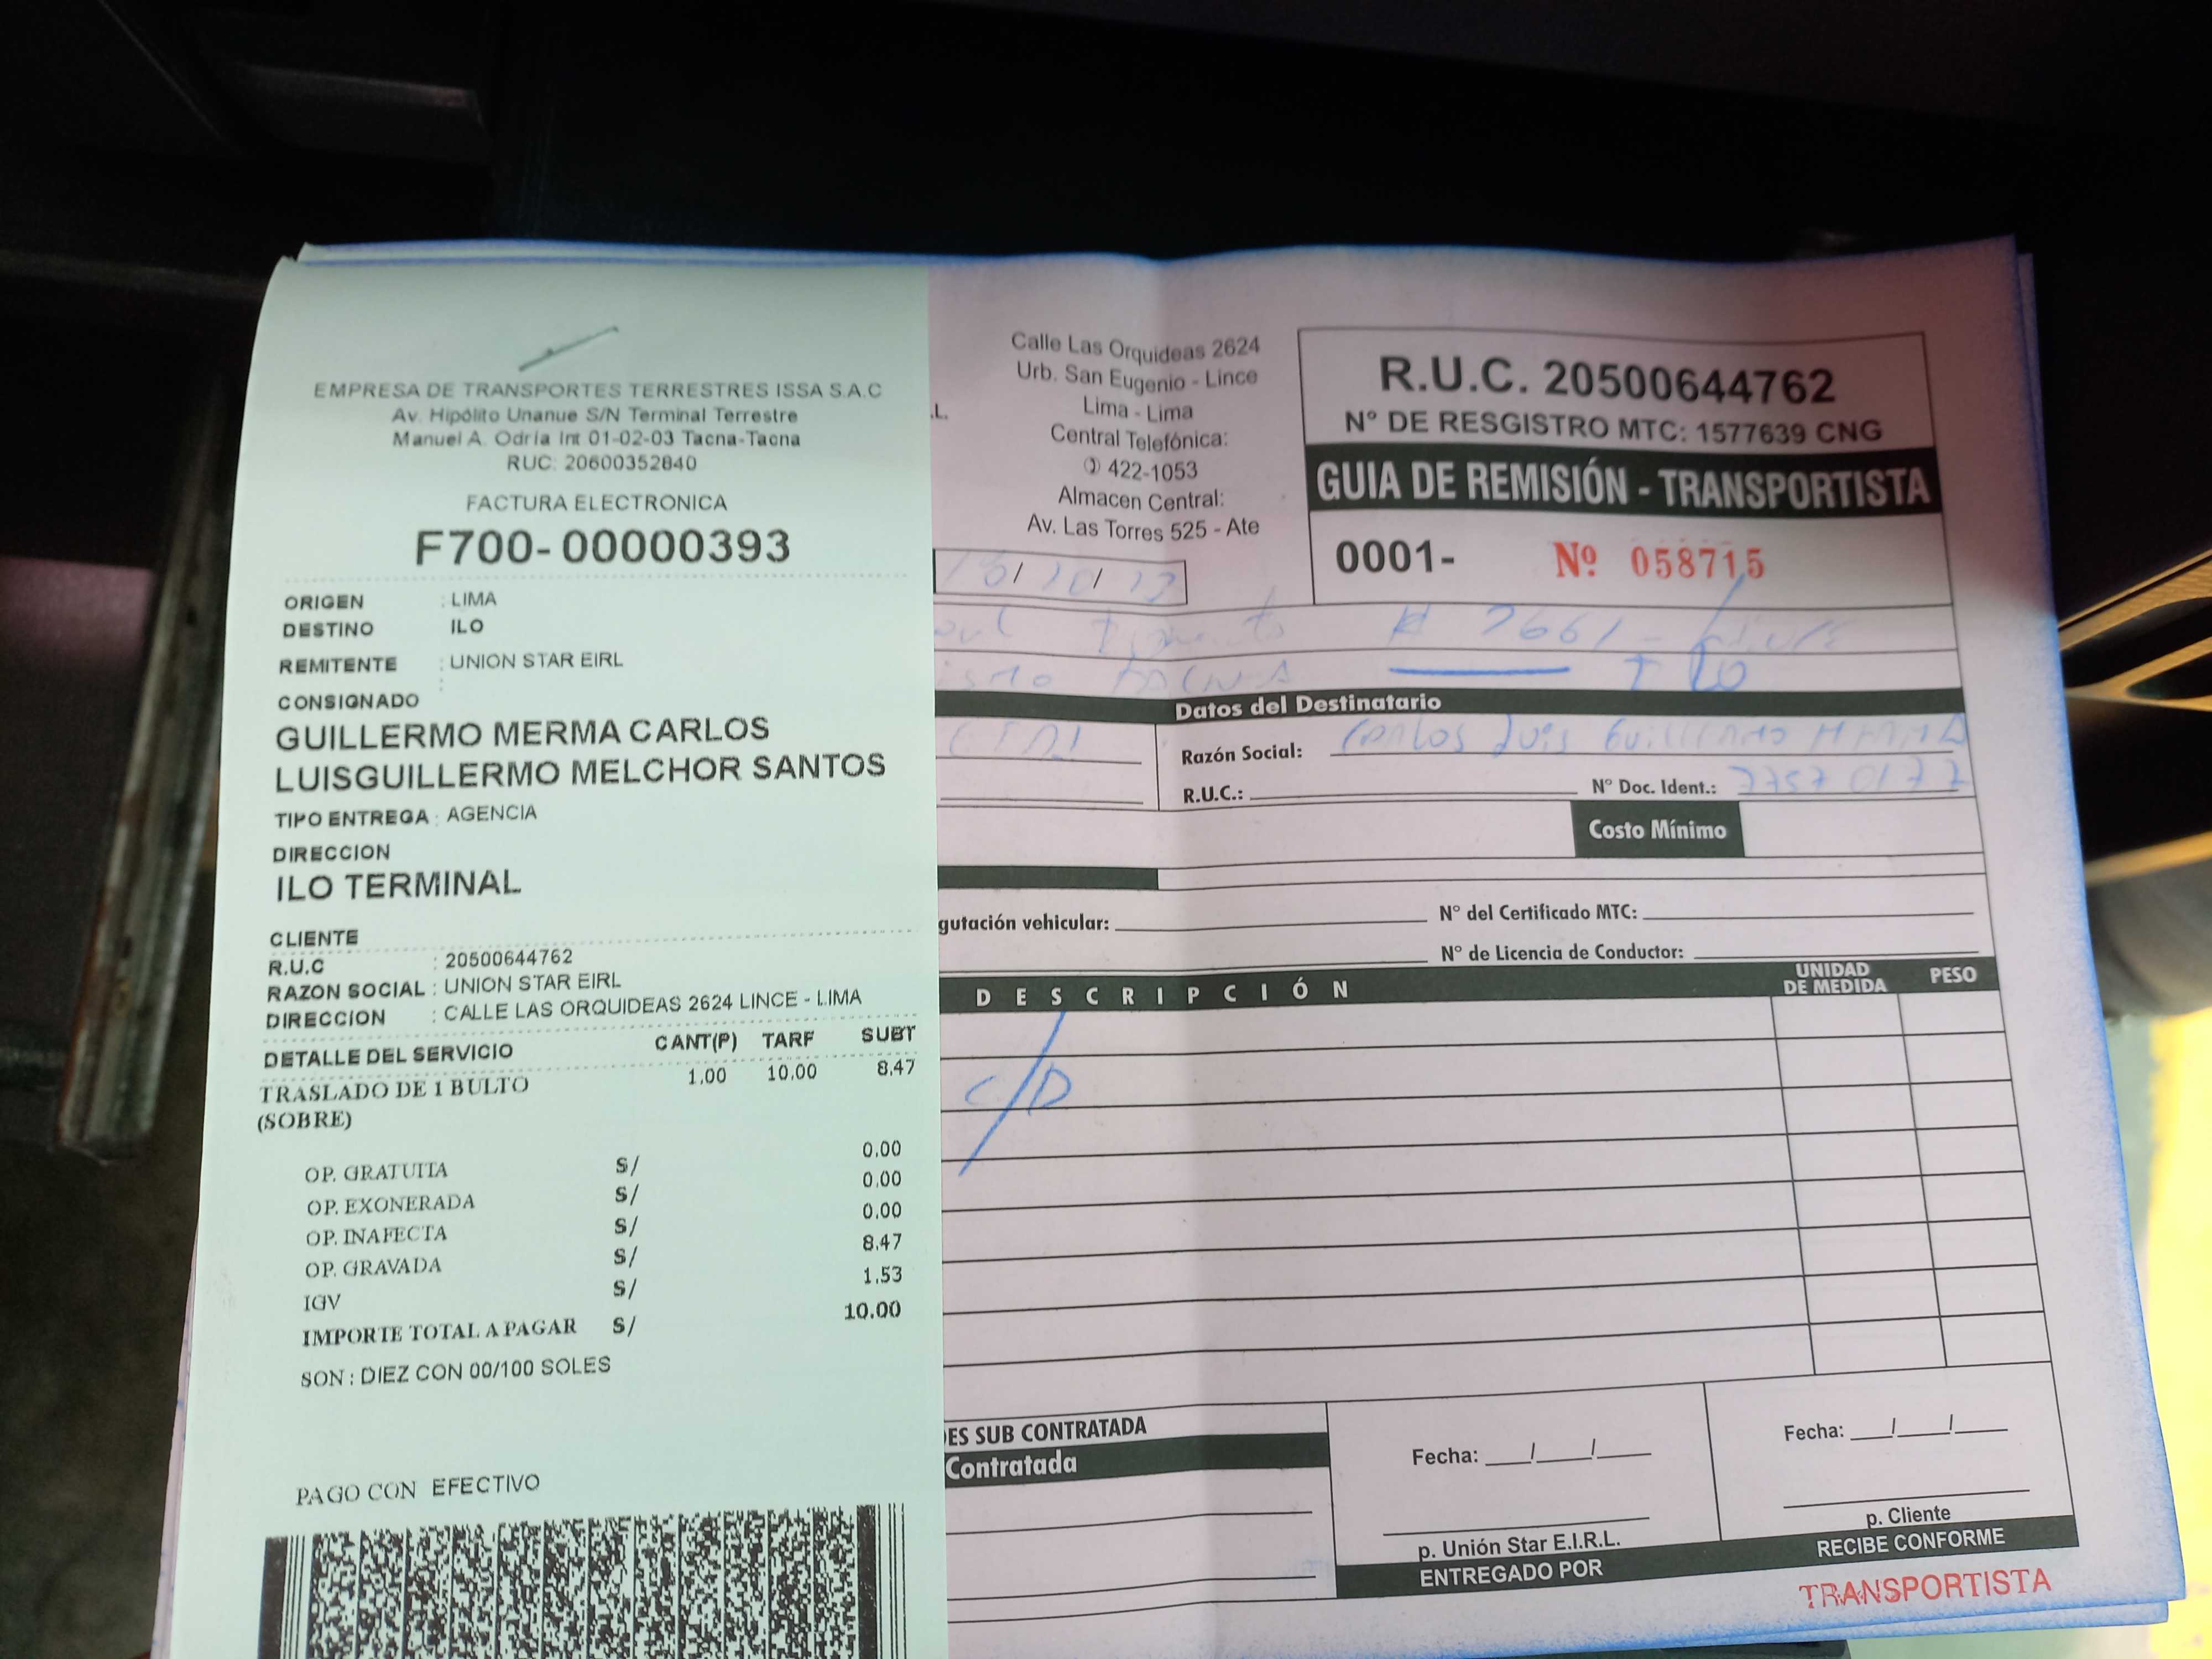 EMPRESA DE TRANSPORTES TERRESTRES ISSA S.A.C
Av. Hipólito Unanue S/N Terminal Terrestre
Manuel A. Odria Int 01-02-03 Tacna-Tacna
RUC: 20600352840
FACTURA ELECTRONICA
F700-00000393
ORIGEN : LIMA
DESTINO ILO
REMITENTE : UNION STAR EIRL
CONSIGNADO :
GUILLERMO MERMA CARLOS
LUISGUILLERMO MELCHOR SANTOS
TIPO ENTREGA : AGENCIA
DIRECCION
ILO TERMINAL
CLIENTE
R.U.C : 20500644762
RAZON SOCIAL : UNION STAR EIRL
DIRECCION : CALLE LAS ORQUIDEAS 2624 LINCE - LIMA
DETALLE DEL SERVICIO CANT(P) TARF SUBT
TRASLADO DE 1 BULTO 1.00 10.00 8.47
(SOBRE)
OP. GRATUITA S/ 0.00
OP. EXONERADA S/ 0.00
OP. INAFECTA S/ 0.00
OP. GRAVADA S/ 8.47
IGV S/ 1.53
IMPORTE TOTAL A PAGAR S/ 10.00
SON : DIEZ CON 00/100 SOLES
PAGO CON EFECTIVO
.L.
Calle Las Orquideas 2624
Urb. San Eugenio - Lince
Lima - Lima
Central Telefónica:
422-1053
Almacen Central:
Av. Las Torres 525 - Ate
R.U.C. 20500644762
N° DE RESGISTRO MTC: 1577639 CNG
GUIA DE REMISIÓN - TRANSPORTISTA
0001- Nº 058715
Datos del Destinatario
Razón Social: Carlos Luis Guillermo
R.U.C.: N° Doc. Ident.:
Costo Mínimo
gutación vehicular: N° del Certificado MTC:
N° de Licencia de Conductor:
DESCRIPCIÓN UNIDAD DE MEDIDA PESO
C/D
ES SUB CONTRATADA
Contratada
Fecha: / /
p. Unión Star E.I.R.L.
ENTREGADO POR
Fecha: / /
p. Cliente
RECIBE CONFORME
TRANSPORTISTA